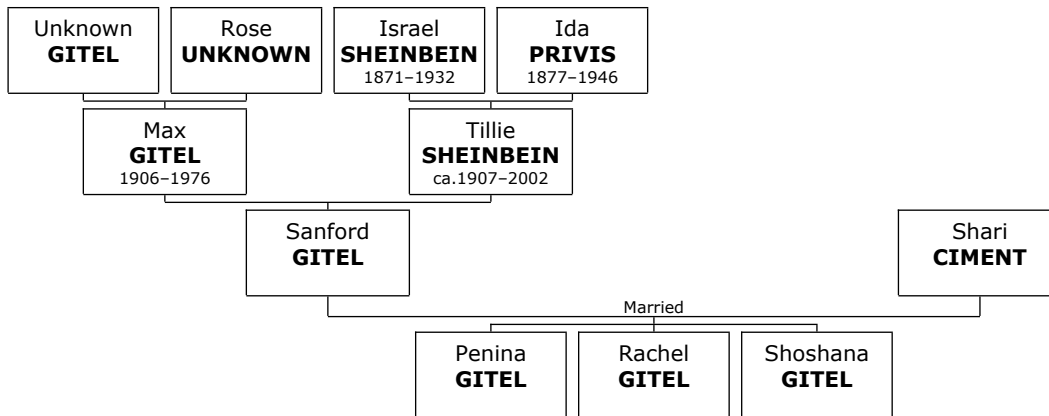 Unknown
GITEL
Rose
UNKNOWN
Israel
SHEINBEIN
1871–1932
Ida
PRIVIS
1877–1946
Max
GITEL
1906–1976
Tillie
SHEINBEIN
ca.1907–2002
Sanford
GITEL
Shari
CIMENT
Married
Penina
GITEL
Rachel
GITEL
Shoshana
GITEL